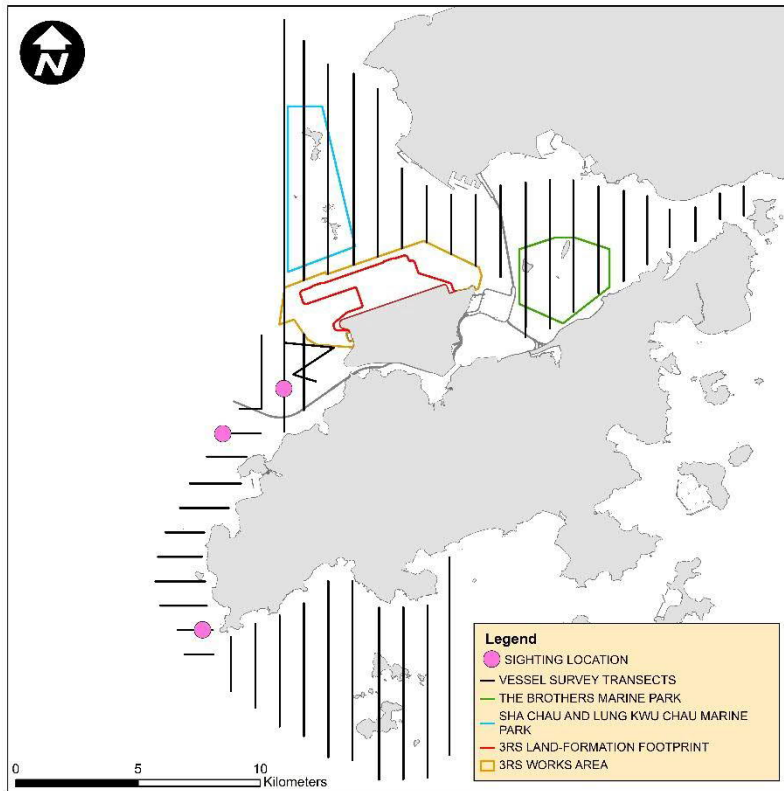 N
Legend
SIGHTING LOCATION
VESSEL SURVEY TRANSECTS
THE BROTHERS MARINE PARK
SHA CHAU AND LUNG KWU CHAU MARINE
PARK
3RS LAND-FORMATION FOOTPRINT
3RS WORKS AREA
0 5 10
Kilometers